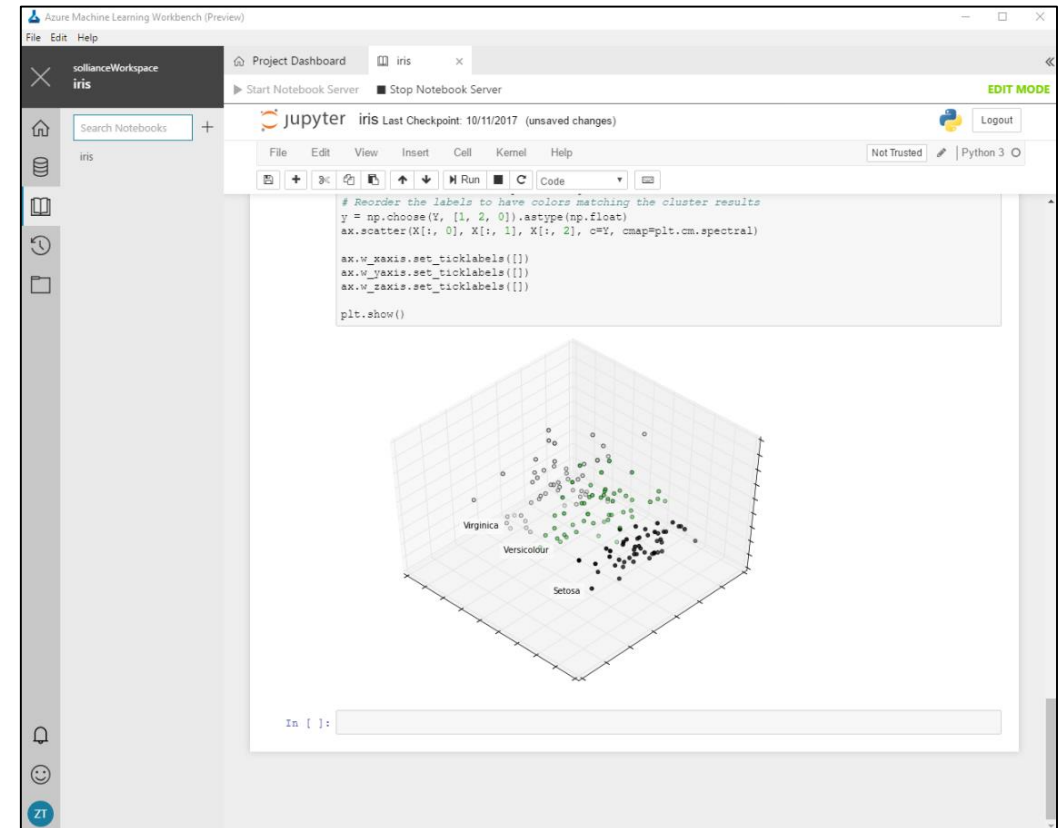 Azure Machine Learning Workbench (Preview)
File Edit Help
sollianceWorkspace
iris
Project Dashboard
iris
Start Notebook Server
Stop Notebook Server
EDIT MODE
Search Notebooks
iris
jupyter iris Last Checkpoint: 10/11/2017 (unsaved changes)
Logout
File Edit View Insert Cell Kernel Help
Not Trusted
Python 3
Run
Code
# Reorder the labels to have colors matching the cluster results
y = np.choose(Y, [1, 2, 0]).astype(np.float)
ax.scatter(X[:, 0], X[:, 1], X[:, 2], c=Y, cmap=plt.cm.spectral)
ax.w_xaxis.set_ticklabels([])
ax.w_yaxis.set_ticklabels([])
ax.w_zaxis.set_ticklabels([])
plt.show()
Virginica
Versicolour
Setosa
In [ ]:
ZT